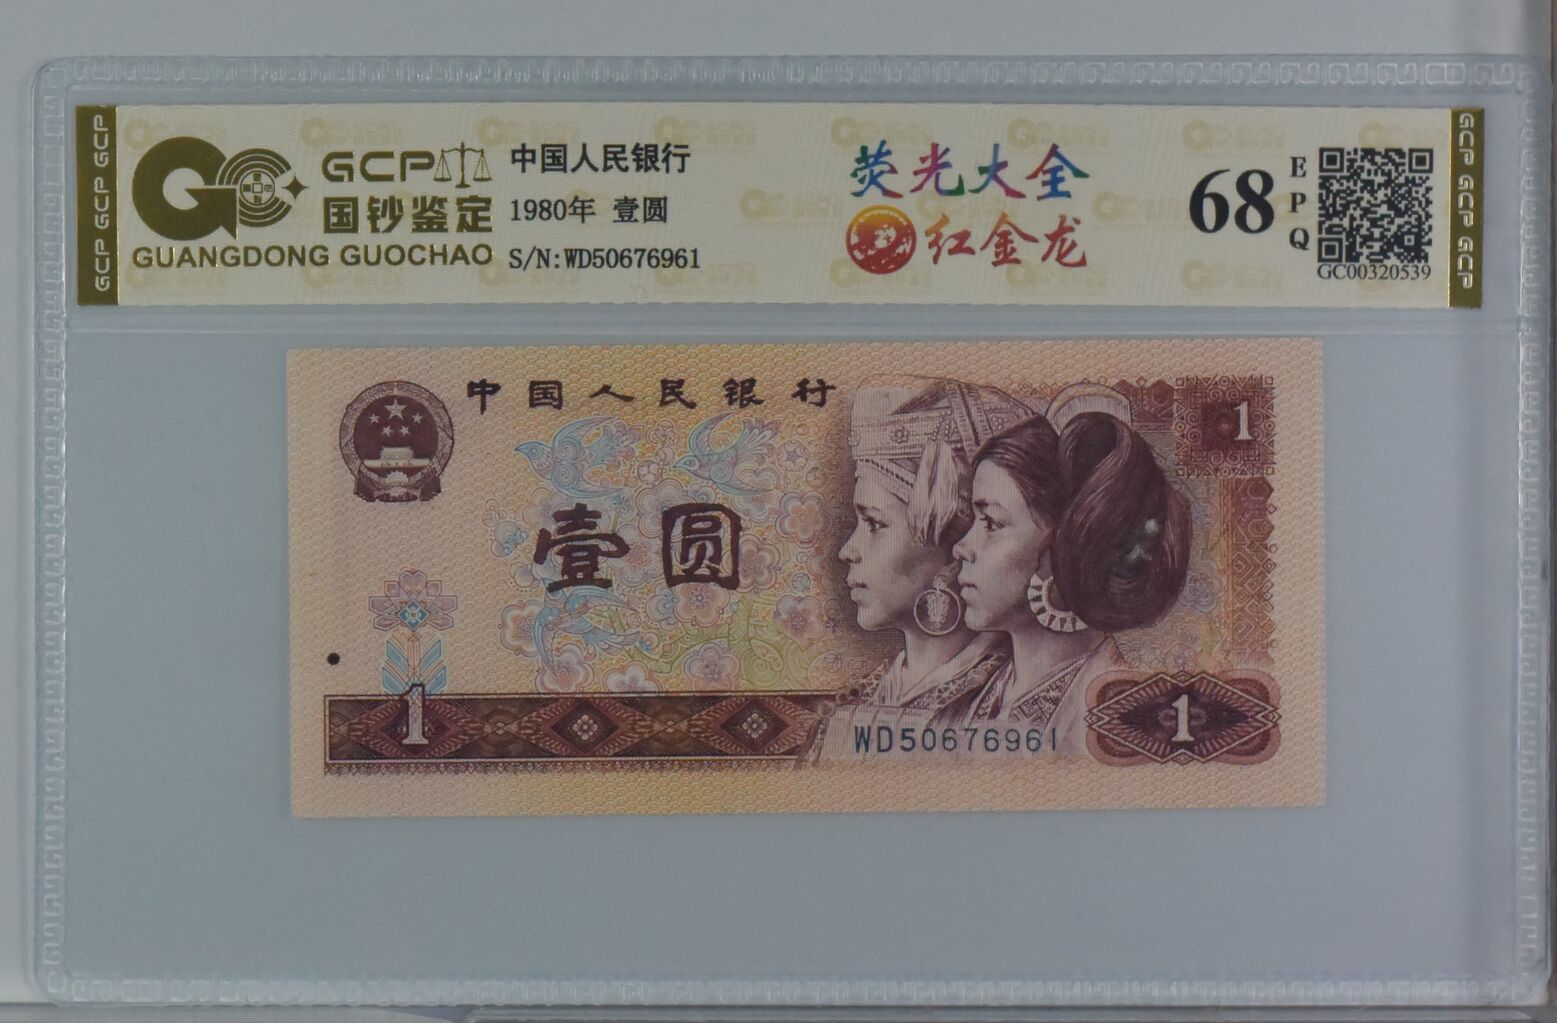 GCP GCP GCP
GCP
国钞鉴定
GUANGDONG GUOCHAO
中国人民银行
1980年 壹圆
S/N:WD50676961
荧光大全
红金龙
68
EPQ
GC00320539
GCP GCP GCP
中国人民银行
1
壹圆
1
WD50676961
1